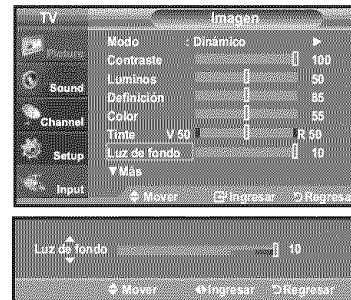 TV Imagen
Picture
Sound
Channel
Setup
Input
Modo : Dinámico ▶
Contraste 100
Luminos 50
Definición 85
Color 55
Tinte V 50 R 50
Luz de fondo 10
▼Más
Mover Ingresar Regresar
Luz de fondo 10
Mover Ingresar Regresar